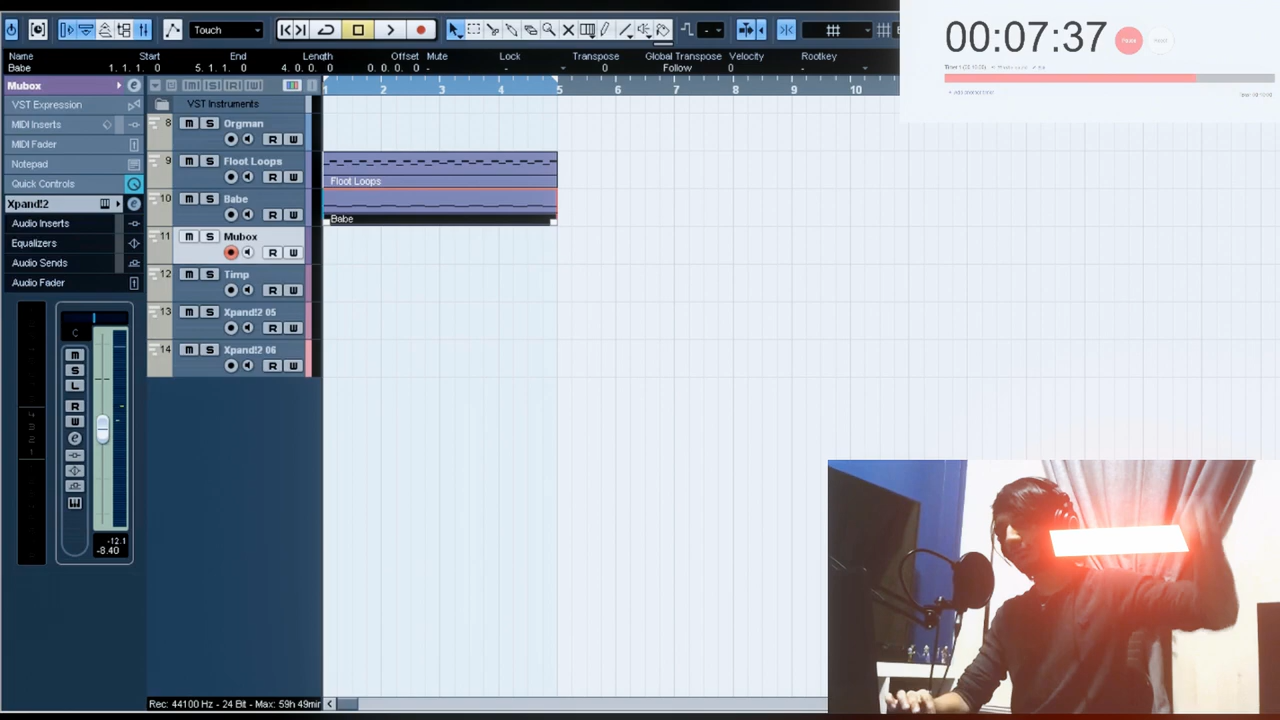 Touch
00:07:37
Pause
Name Start End Length Offset Mute Lock Transpose Global Transpose Velocity Rootkey
Babe 1. 1. 1. 0 5. 1. 1. 0 4. 0. 0. 0 0. 0. 0. 0 - - 0 Follow - -
Mubox
VST Expression
MIDI Inserts
MIDI Fader
Notepad
Quick Controls
Xpand!2
Audio Inserts
Equalizers
Audio Sends
Audio Fader
C
m
S
L
R
W
e
-12.1
-8.40
VST Instruments
1 2 3 4 5 6 7 8 9 10
8 m S Orgman
R W
9 m S Floot Loops
R W
Floot Loops
10 m S Babe
R W
Babe
11 m S Mubox
R W
12 m S Timp
R W
13 m S Xpand!2 05
R W
14 m S Xpand!2 06
R W
Rec: 44100 Hz - 24 Bit - Max: 59h 49min